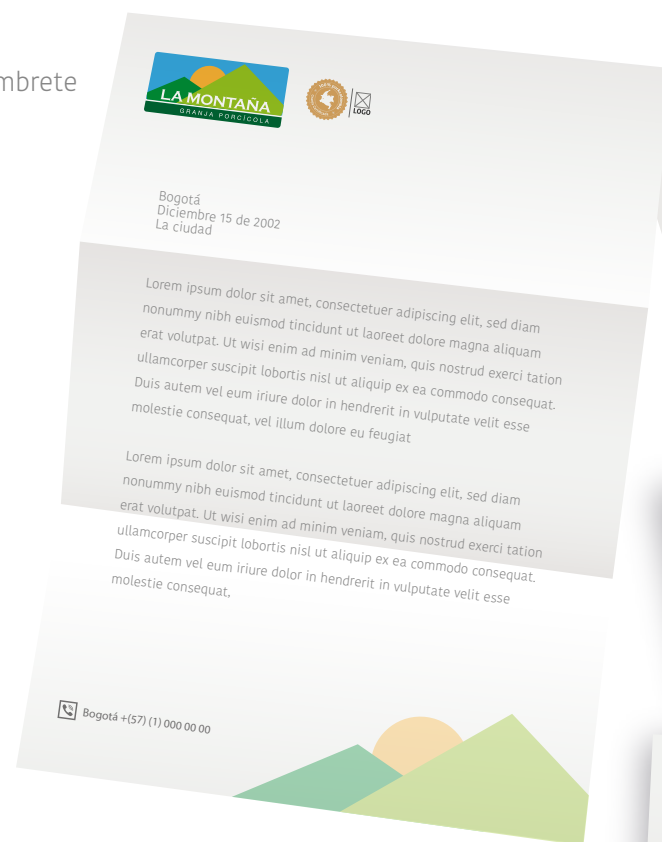 mbrete
LA MONTAÑA
GRANJA PORCÍCOLA
LOGO
Bogotá
Diciembre 15 de 2002
La ciudad
Lorem ipsum dolor sit amet, consectetuer adipiscing elit, sed diam
nonummy nibh euismod tincidunt ut laoreet dolore magna aliquam
erat volutpat. Ut wisi enim ad minim veniam, quis nostrud exerci tation
ullamcorper suscipit lobortis nisl ut aliquip ex ea commodo consequat.
Duis autem vel eum iriure dolor in hendrerit in vulputate velit esse
molestie consequat, vel illum dolore eu feugiat
Lorem ipsum dolor sit amet, consectetuer adipiscing elit, sed diam
nonummy nibh euismod tincidunt ut laoreet dolore magna aliquam
erat volutpat. Ut wisi enim ad minim veniam, quis nostrud exerci tation
ullamcorper suscipit lobortis nisl ut aliquip ex ea commodo consequat.
Duis autem vel eum iriure dolor in hendrerit in vulputate velit esse
molestie consequat,
Bogotá +(57) (1) 000 00 00